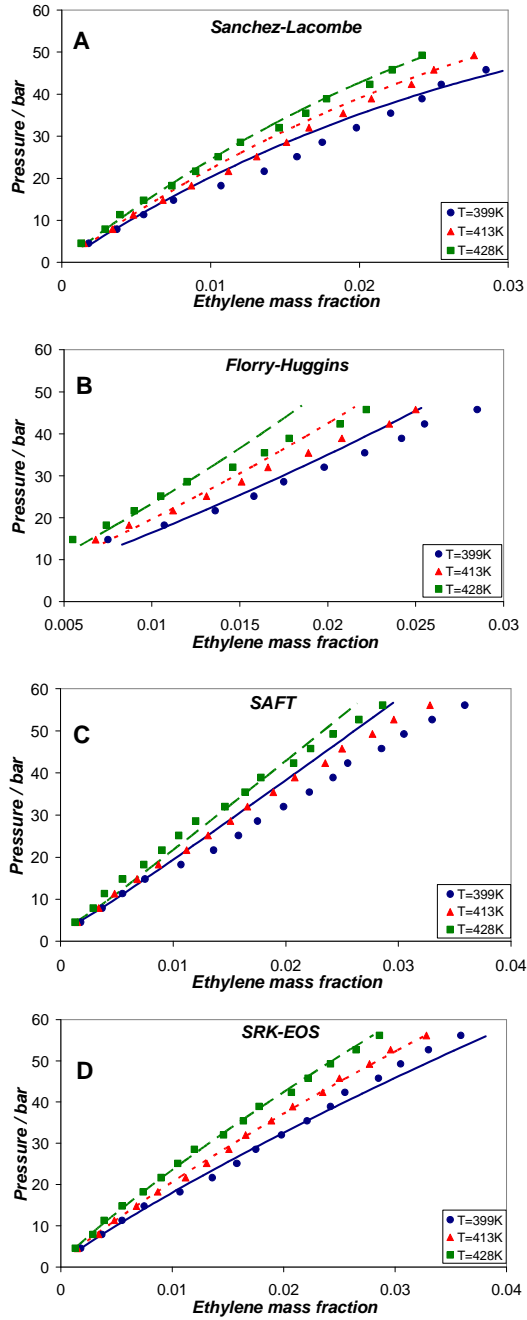 A
Sanchez-Lacombe
60
50
40
30
20
10
0
Pressure / bar
T=399K
T=413K
T=428K
0
0.01
0.02
0.03
Ethylene mass fraction
B
Florry-Huggins
60
50
40
30
20
10
0
Pressure / bar
T=399K
T=413K
T=428K
0.005
0.01
0.015
0.02
0.025
0.03
Ethylene mass fraction
C
SAFT
60
50
40
30
20
10
0
Pressure / bar
T=399K
T=413K
T=428K
0
0.01
0.02
0.03
0.04
Ethylene mass fraction
D
SRK-EOS
60
50
40
30
20
10
0
Pressure / bar
T=399K
T=413K
T=428K
0
0.01
0.02
0.03
0.04
Ethylene mass fraction